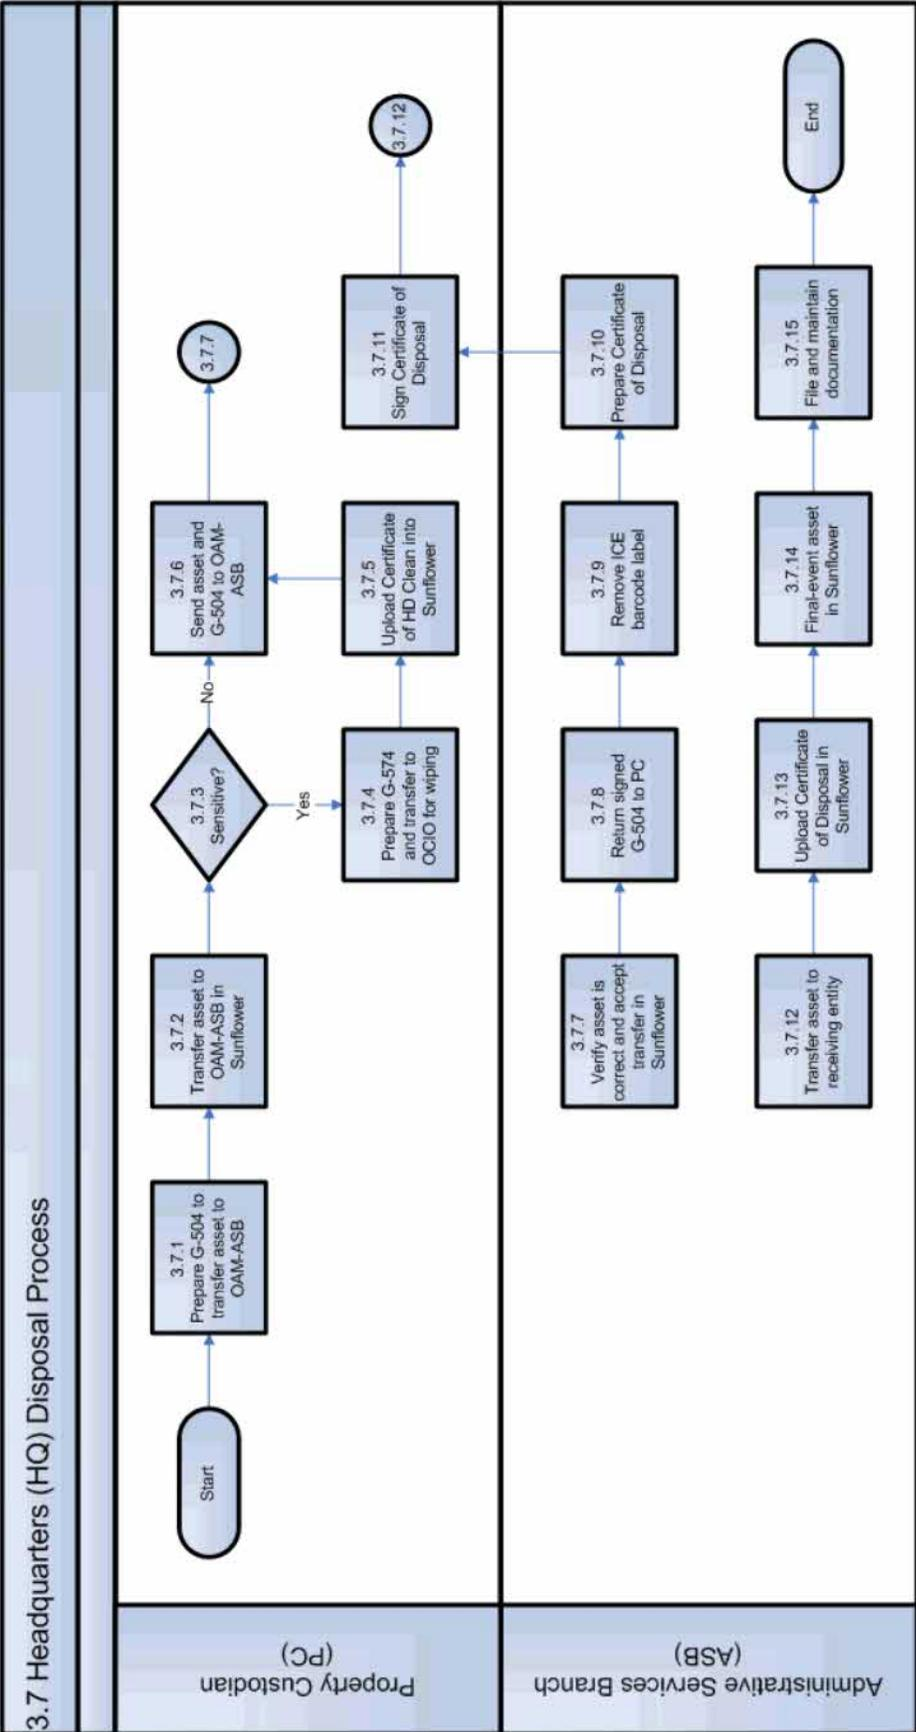 3.7 Headquarters (HQ) Disposal Process
Property Custodian
(PC)
Start
3.7.1
Prepare G-504 to
transfer asset to
OAM-ASB
3.7.2
Transfer asset to
OAM-ASB in
Sunflower
3.7.3
Sensitive?
No
Yes
3.7.4
Prepare G-574
and transfer to
OCIO for wiping
3.7.5
Upload Certificate
of HD Clean into
Sunflower
3.7.6
Send asset and
G-504 to OAM-
ASB
3.7.7
3.7.11
Sign Certificate of
Disposal
3.7.12
Administrative Services Branch
(ASB)
3.7.7
Verify asset is
correct and accept
transfer in
Sunflower
3.7.8
Return signed
G-504 to PC
3.7.9
Remove ICE
barcode label
3.7.10
Prepare Certificate
of Disposal
3.7.12
Transfer asset to
receiving entity
3.7.13
Upload Certificate
of Disposal in
Sunflower
3.7.14
Final-event asset
in Sunflower
3.7.15
File and maintain
documentation
End